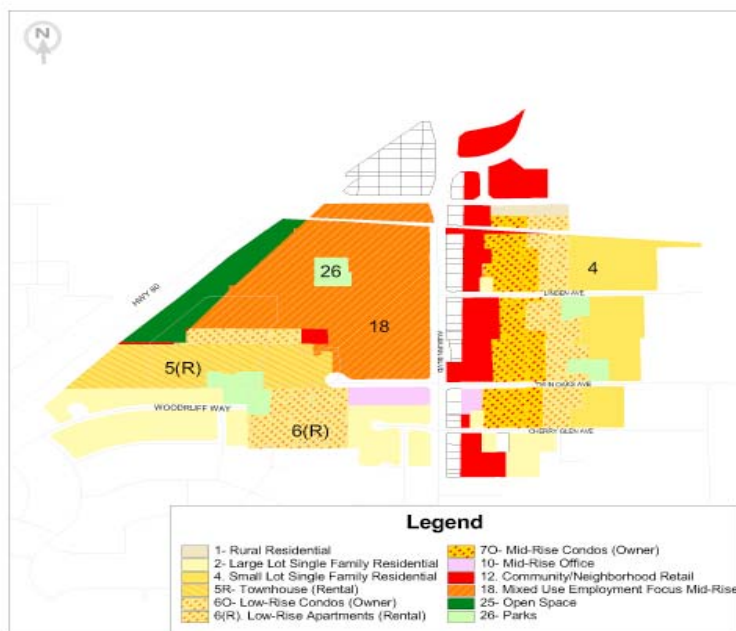 N
26
4
HWY 80
LINDEN AVE
18
5(R)
WOODRUFF WAY
6(R)
CHERRY GLEN AVE
Legend
1- Rural Residential
2- Large Lot Single Family Residential
4. Small Lot Single Family Residential
5R- Townhouse (Rental)
6O- Low-Rise Condos (Owner)
6(R). Low-Rise Apartments (Rental)
7O- Mid-Rise Condos (Owner)
10- Mid-Rise Office
12. Community/Neighborhood Retail
18. Mixed Use Employment Focus Mid-Rise
25- Open Space
26- Parks